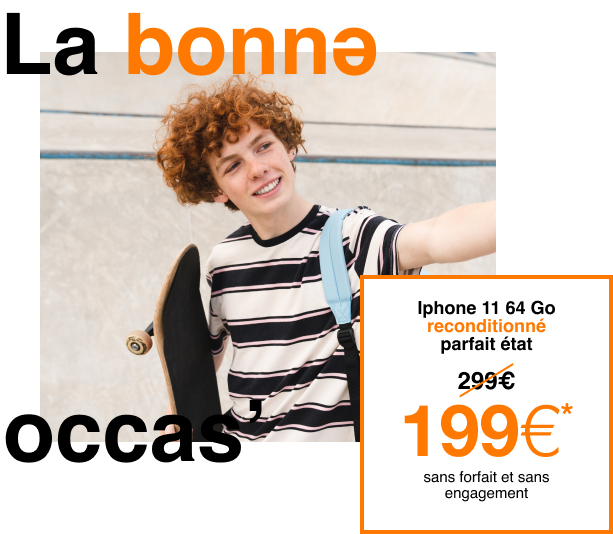 La bonnə
occas'
Iphone 11 64 Go
reconditionné
parfait état
299€
199€*
sans forfait et sans
engagement